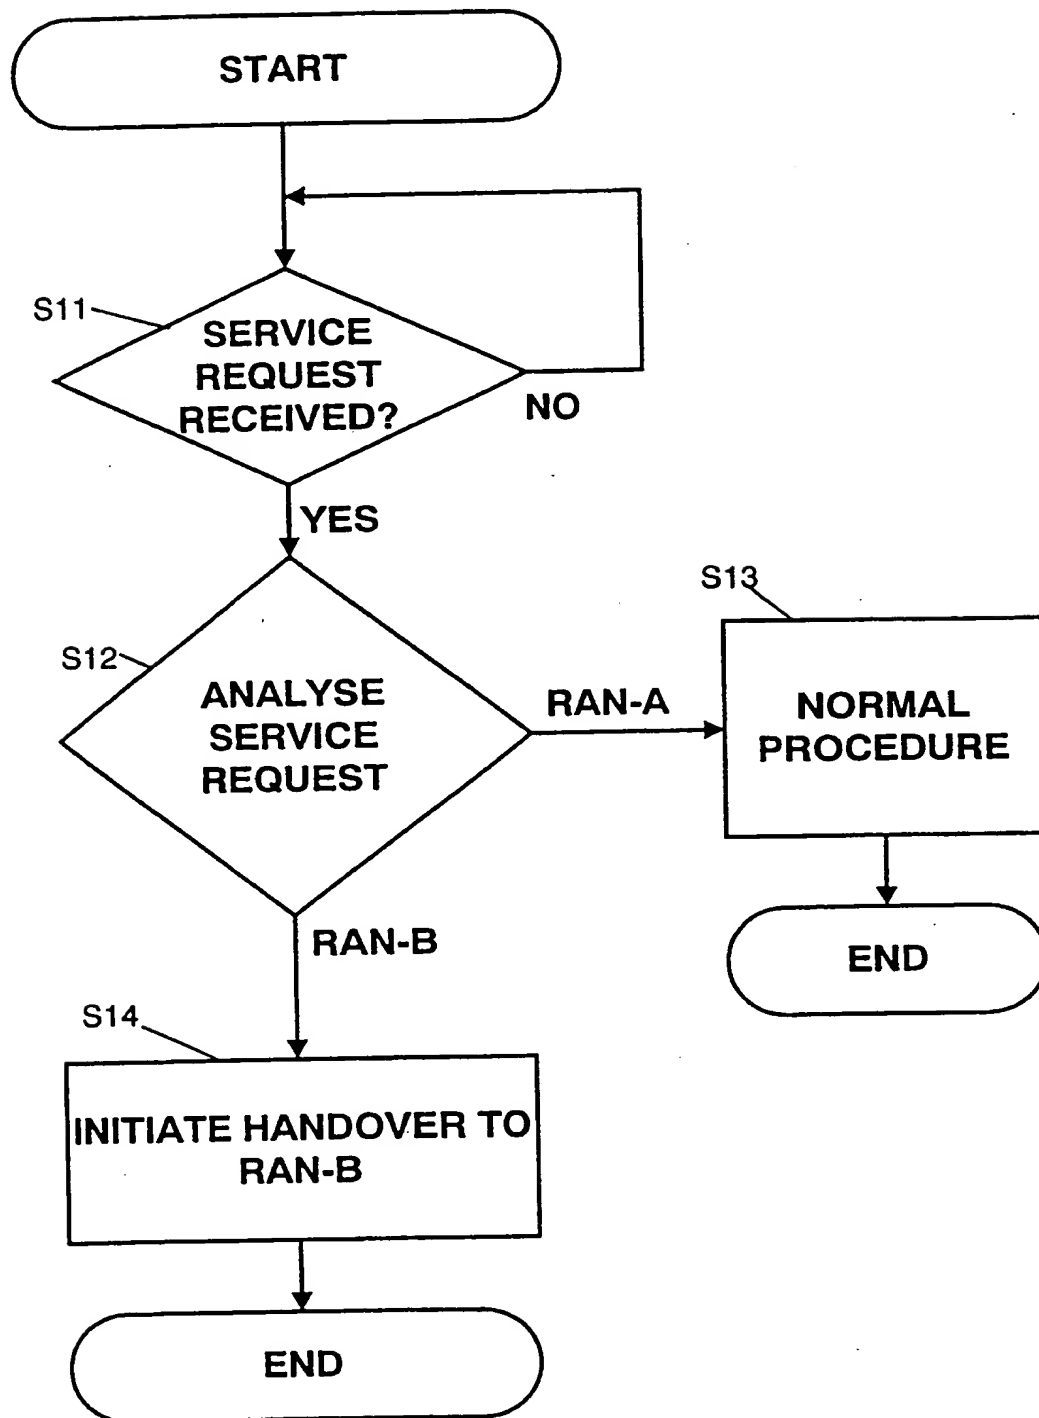 START
S11
SERVICE
REQUEST
RECEIVED?
NO
YES
S12
ANALYSE
SERVICE
REQUEST
RAN-A
S13
NORMAL
PROCEDURE
END
RAN-B
S14
INITIATE HANDOVER TO
RAN-B
END